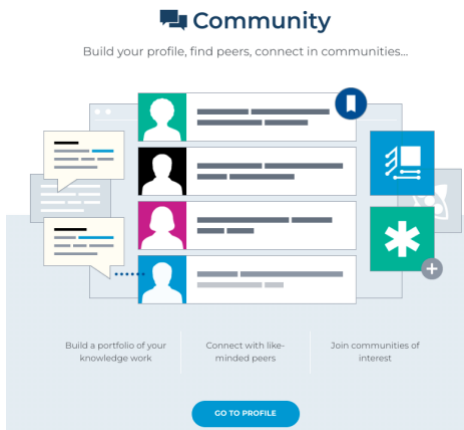 Community
Build your profile, find peers, connect in communities...
Build a portfolio of your
knowledge work
Connect with like-
minded peers
Join communities of
interest
GO TO PROFILE